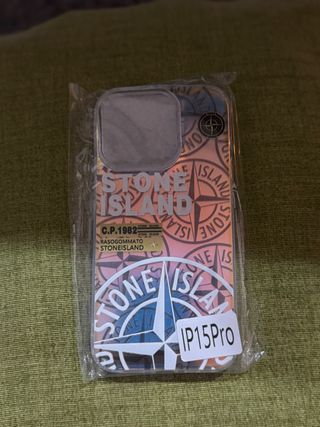 STONE
ISLAND
C.P.1982
RASOGOMMATO
STONEISLAND
STONE ISLAND
IP15Pro